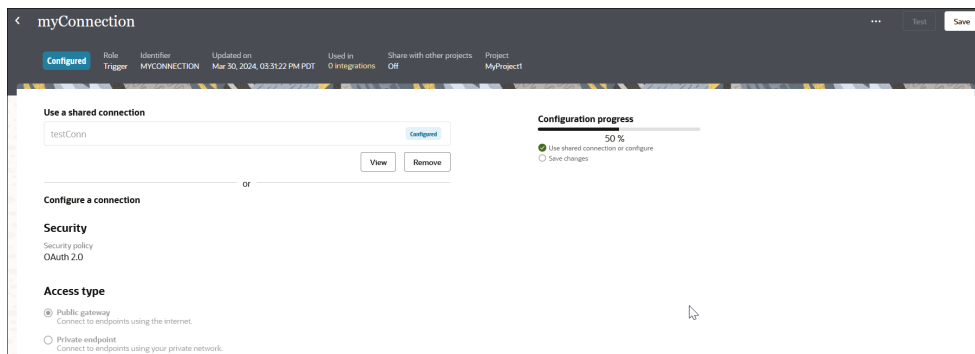 myConnection
... Test Save
Configured
Role Identifier Updated on Used in Share with other projects Project
Trigger MYCONNECTION Mar 30, 2024, 03:31:22 PM PDT 0 integrations Off MyProject1
Use a shared connection
testConn Configured
View Remove
or
Configure a connection
Security
Security policy
OAuth 2.0
Access type
Public gateway
Connect to endpoints using the internet.
Private endpoint
Connect to endpoints using your private network.
Configuration progress
50 %
Use shared connection or configure
Save changes